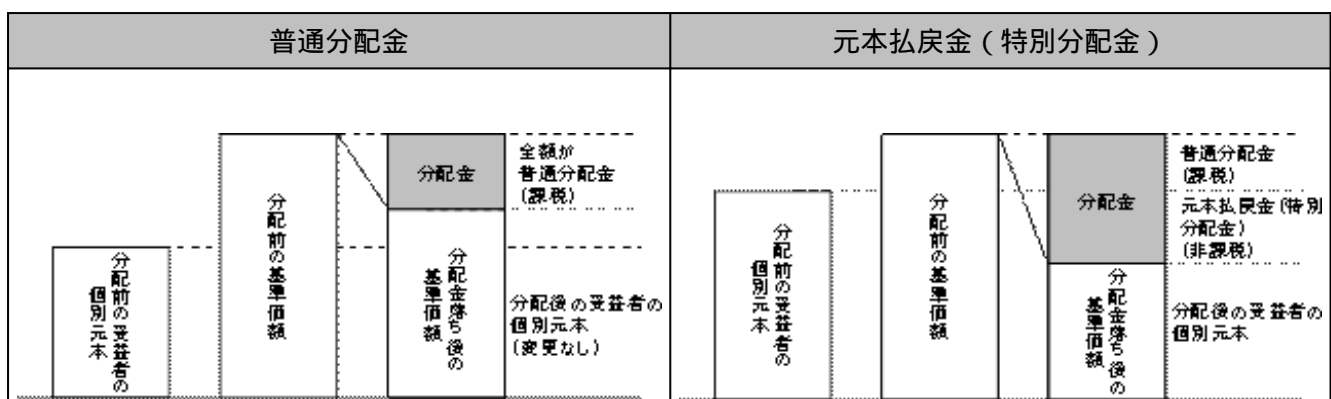 普通分配金
元本払戻金（特別分配金）
分配前の受益者の
個別元本
分配前の基準価額
分配金
分配金落ち後の
基準価額
全額が
普通分配金
(課税)
分配後の受益者の
個別元本
(変更なし)
分配前の受益者の
個別元本
分配前の基準価額
分配金
分配金落ち後の
基準価額
普通分配金
(課税)
元本払戻金(特別
分配金)
(非課税)
分配後の受益者の
個別元本